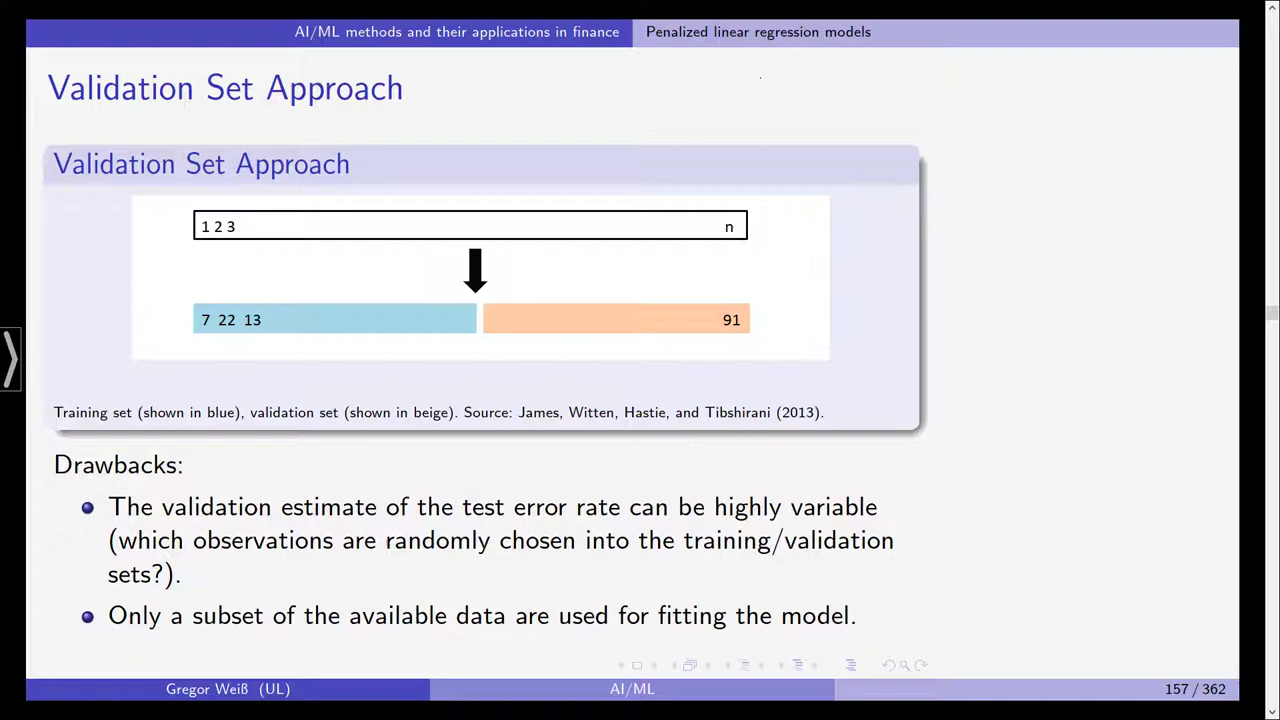 AI/ML methods and their applications in finance Penalized linear regression models
Validation Set Approach
Validation Set Approach
1 2 3 n
7 22 13 91
Training set (shown in blue), validation set (shown in beige). Source: James, Witten, Hastie, and Tibshirani (2013).
Drawbacks:
The validation estimate of the test error rate can be highly variable
(which observations are randomly chosen into the training/validation
sets?).
Only a subset of the available data are used for fitting the model.
Gregor Weiß (UL) AI/ML 157 / 362